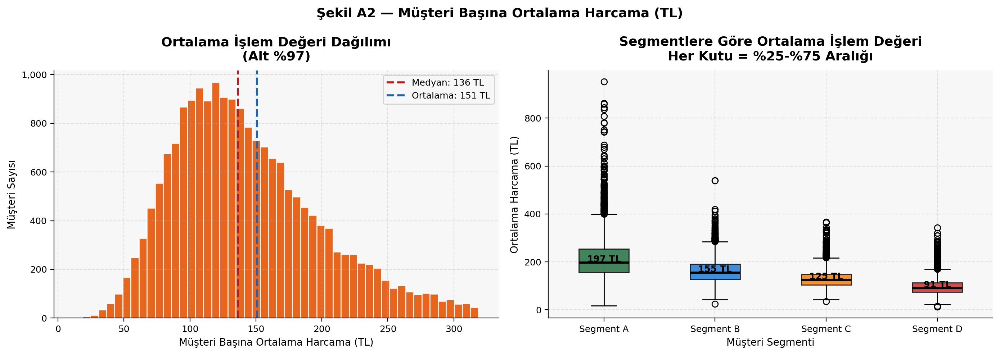 Şekil A2 — Müşteri Başına Ortalama Harcama (TL)
Ortalama İşlem Değeri Dağılımı
(Alt %97)
1,000
800
600
400
200
0
Müşteri Sayısı
Medyan: 136 TL
Ortalama: 151 TL
0 50 100 150 200 250 300
Müşteri Başına Ortalama Harcama (TL)
Segmentlere Göre Ortalama İşlem Değeri
Her Kutu = %25-%75 Aralığı
800
600
400
200
0
Ortalama Harcama (TL)
197 TL
155 TL
125 TL
91 TL
Segment A Segment B Segment C Segment D
Müşteri Segmenti